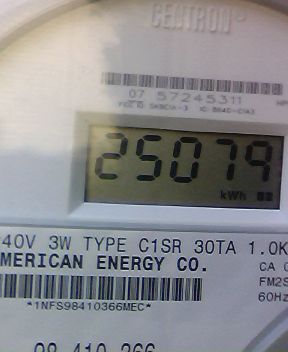 CENTRON
07 57245311
25079
kWh
40V 3W TYPE C1SR 30TA 1.0K
MERICAN ENERGY CO.
CA
FM2S
60Hz
*1NFS98410366MEC*
98 410 366